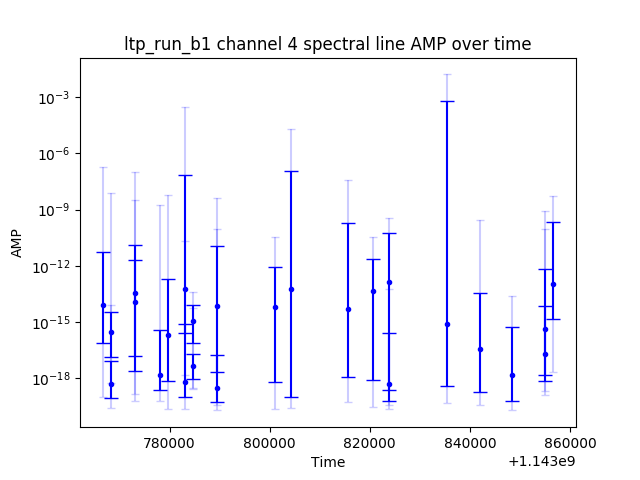 ltp_run_b1 channel 4 spectral line AMP over time
AMP
10⁻³
10⁻⁶
10⁻⁹
10⁻¹²
10⁻¹⁵
10⁻¹⁸
780000 800000 820000 840000 860000
Time
+1.143e9